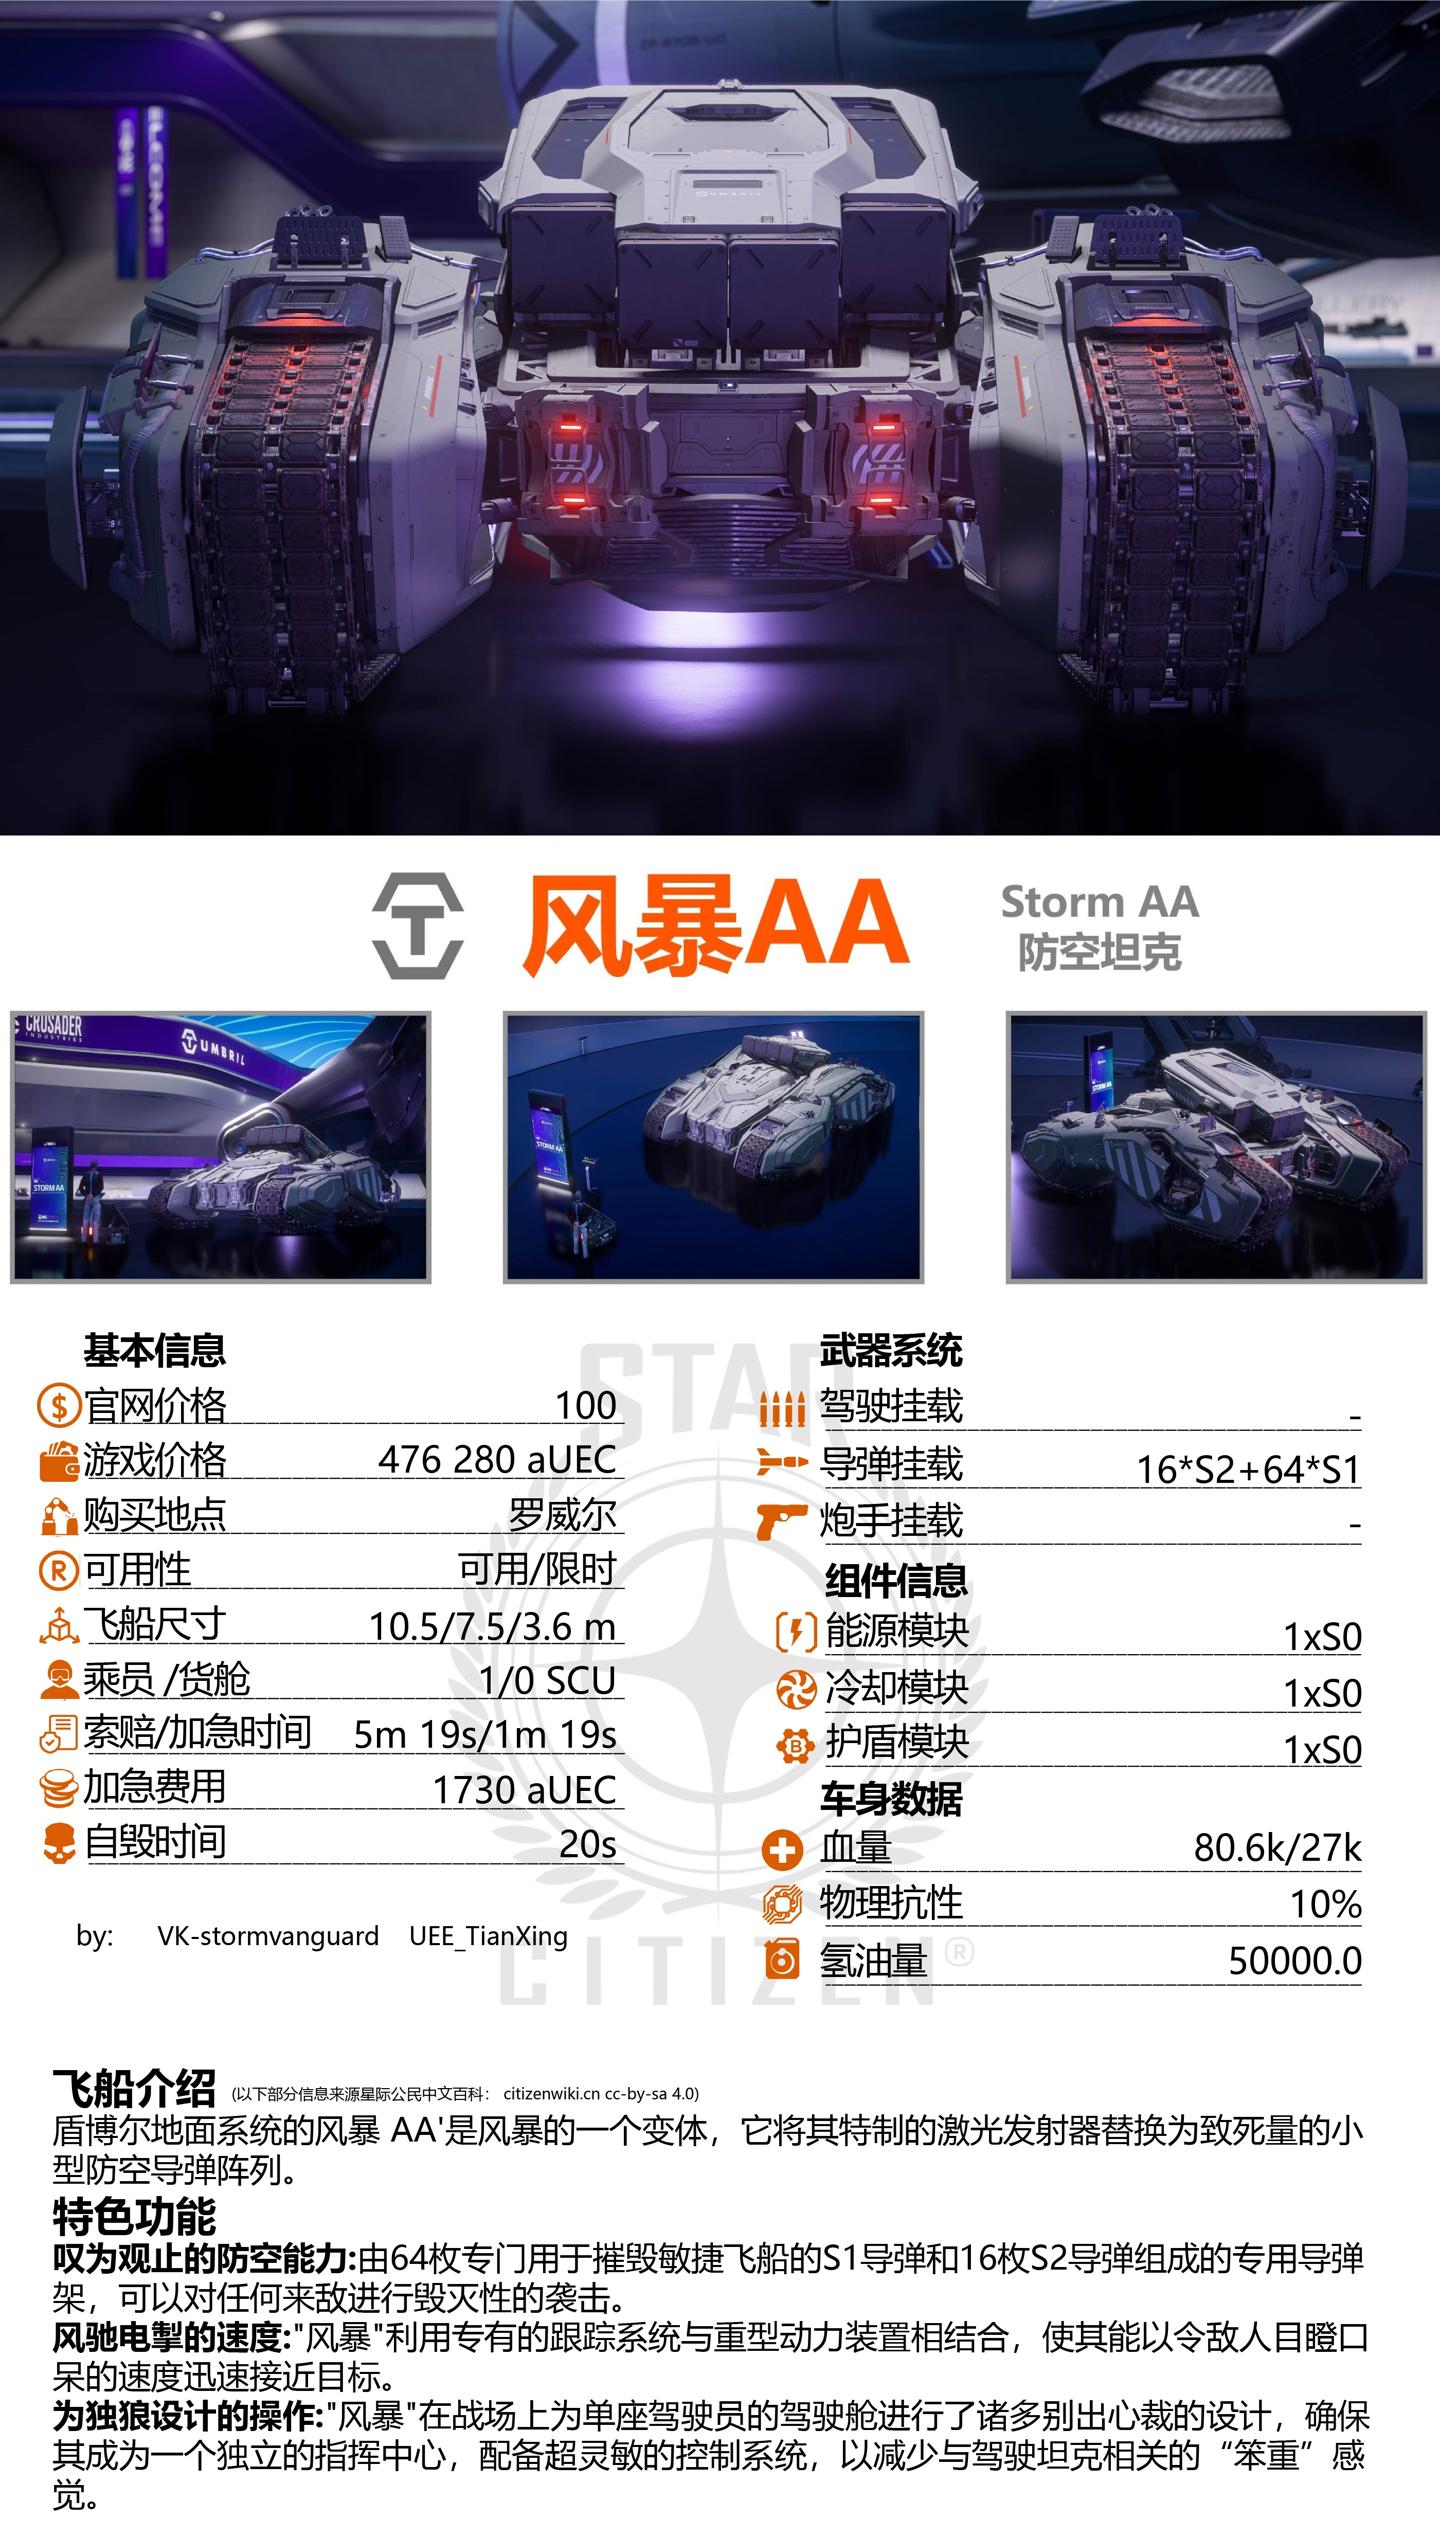 风暴AA
Storm AA
防空坦克
CRUSADER
INDUSTRIES
UMBRIL
STORM AA
STORM AA
STORM AA
基本信息
官网价格 100
游戏价格 476 280 aUEC
购买地点 罗威尔
可用性 可用/限时
飞船尺寸 10.5/7.5/3.6 m
乘员 /货舱 1/0 SCU
索赔/加急时间 5m 19s/1m 19s
加急费用 1730 aUEC
自毁时间 20s
by: VK-stormvanguard UEE_TianXing
武器系统
驾驶挂载 -
导弹挂载 16*S2+64*S1
炮手挂载 -
组件信息
能源模块 1xS0
冷却模块 1xS0
护盾模块 1xS0
车身数据
血量 80.6k/27k
物理抗性 10%
氢油量 50000.0
STAR
CITIZEN®
飞船介绍 (以下部分信息来源星际公民中文百科： citizenwiki.cn cc-by-sa 4.0)
盾博尔地面系统的风暴 AA'是风暴的一个变体，它将其特制的激光发射器替换为致死量的小
型防空导弹阵列。
特色功能
叹为观止的防空能力:由64枚专门用于摧毁敏捷飞船的S1导弹和16枚S2导弹组成的专用导弹
架，可以对任何来敌进行毁灭性的袭击。
风驰电掣的速度:"风暴"利用专有的跟踪系统与重型动力装置相结合，使其能以令敌人目瞪口
呆的速度迅速接近目标。
为独狼设计的操作:"风暴"在战场上为单座驾驶员的驾驶舱进行了诸多别出心裁的设计，确保
其成为一个独立的指挥中心，配备超灵敏的控制系统，以减少与驾驶坦克相关的“笨重”感
觉。